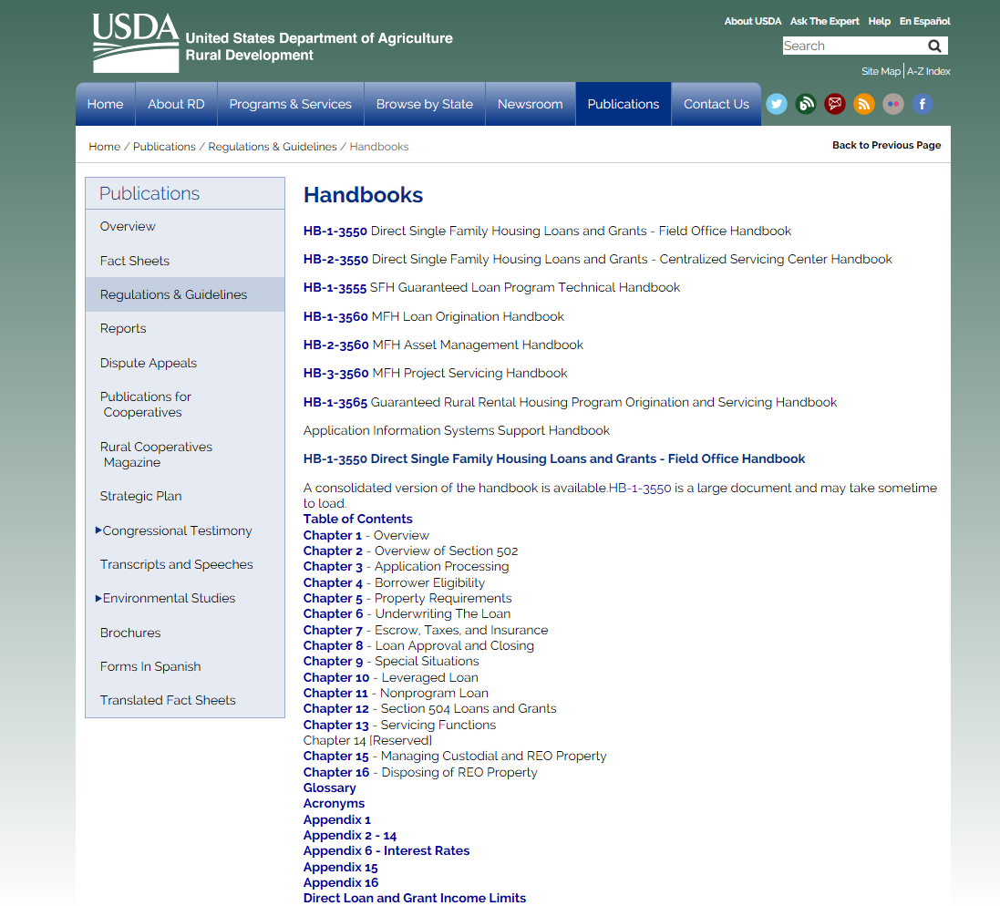 USDA
United States Department of Agriculture
Rural Development
About USDA Ask The Expert Help En Español
Search
Site Map A-Z Index
Home About RD Programs & Services Browse by State Newsroom Publications Contact Us
Home / Publications / Regulations & Guidelines / Handbooks
Back to Previous Page
Publications
Overview
Fact Sheets
Regulations & Guidelines
Reports
Dispute Appeals
Publications for
Cooperatives
Rural Cooperatives
Magazine
Strategic Plan
Congressional Testimony
Transcripts and Speeches
Environmental Studies
Brochures
Forms In Spanish
Translated Fact Sheets
Handbooks
HB-1-3550 Direct Single Family Housing Loans and Grants - Field Office Handbook
HB-2-3550 Direct Single Family Housing Loans and Grants - Centralized Servicing Center Handbook
HB-1-3555 SFH Guaranteed Loan Program Technical Handbook
HB-1-3560 MFH Loan Origination Handbook
HB-2-3560 MFH Asset Management Handbook
HB-3-3560 MFH Project Servicing Handbook
HB-1-3565 Guaranteed Rural Rental Housing Program Origination and Servicing Handbook
Application Information Systems Support Handbook
HB-1-3550 Direct Single Family Housing Loans and Grants - Field Office Handbook
A consolidated version of the handbook is available.HB-1-3550 is a large document and may take sometime
to load.
Table of Contents
Chapter 1 - Overview
Chapter 2 - Overview of Section 502
Chapter 3 - Application Processing
Chapter 4 - Borrower Eligibility
Chapter 5 - Property Requirements
Chapter 6 - Underwriting The Loan
Chapter 7 - Escrow, Taxes, and Insurance
Chapter 8 - Loan Approval and Closing
Chapter 9 - Special Situations
Chapter 10 - Leveraged Loan
Chapter 11 - Nonprogram Loan
Chapter 12 - Section 504 Loans and Grants
Chapter 13 - Servicing Functions
Chapter 14 [Reserved]
Chapter 15 - Managing Custodial and REO Property
Chapter 16 - Disposing of REO Property
Glossary
Acronyms
Appendix 1
Appendix 2 - 14
Appendix 6 - Interest Rates
Appendix 15
Appendix 16
Direct Loan and Grant Income Limits